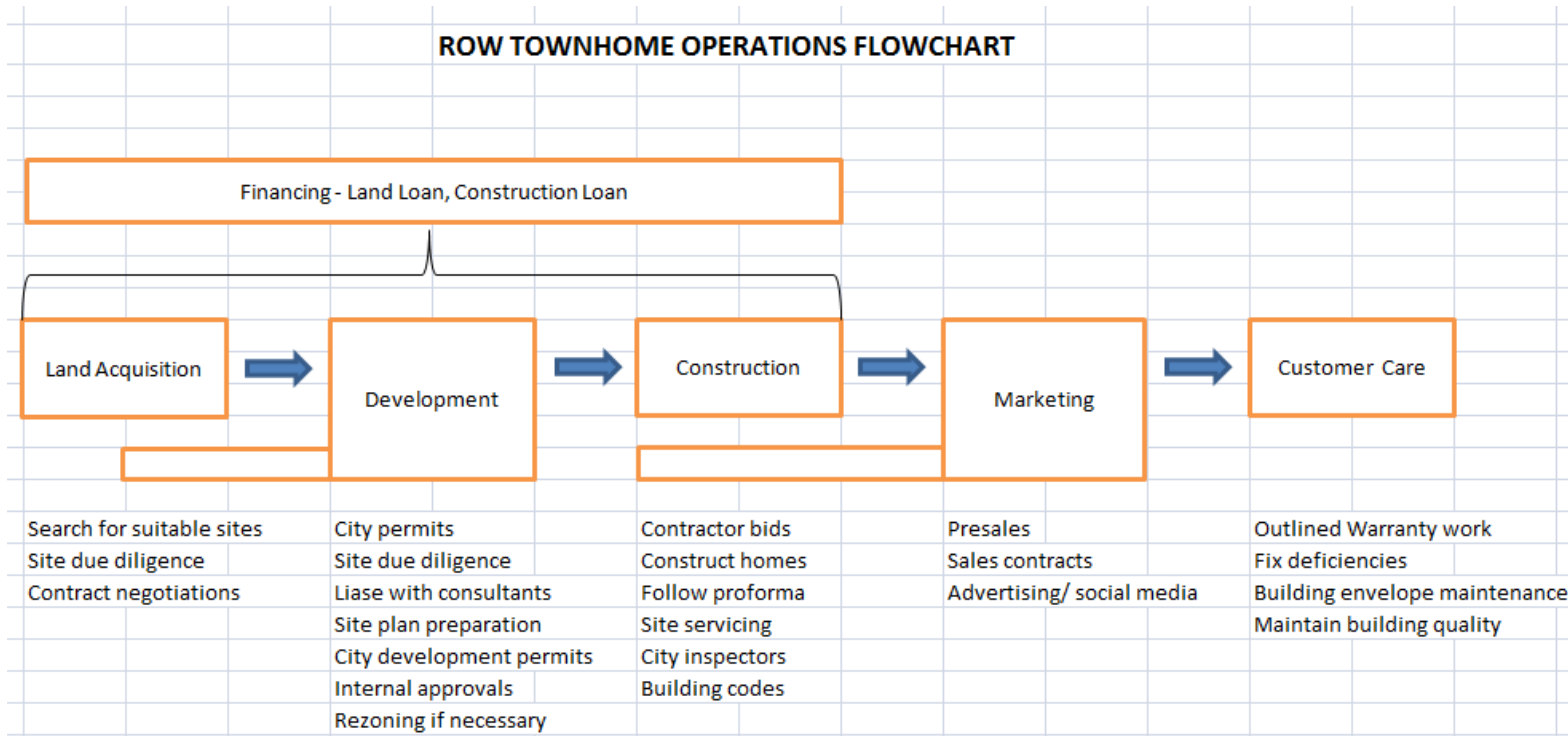 ROW TOWNHOME OPERATIONS FLOWCHART
Financing - Land Loan, Construction Loan
Land Acquisition
Development
Construction
Marketing
Customer Care
Search for suitable sites
Site due diligence
Contract negotiations
City permits
Site due diligence
Liase with consultants
Site plan preparation
City development permits
Internal approvals
Rezoning if necessary
Contractor bids
Construct homes
Follow proforma
Site servicing
City inspectors
Building codes
Presales
Sales contracts
Advertising/ social media
Outlined Warranty work
Fix deficiencies
Building envelope maintenance
Maintain building quality